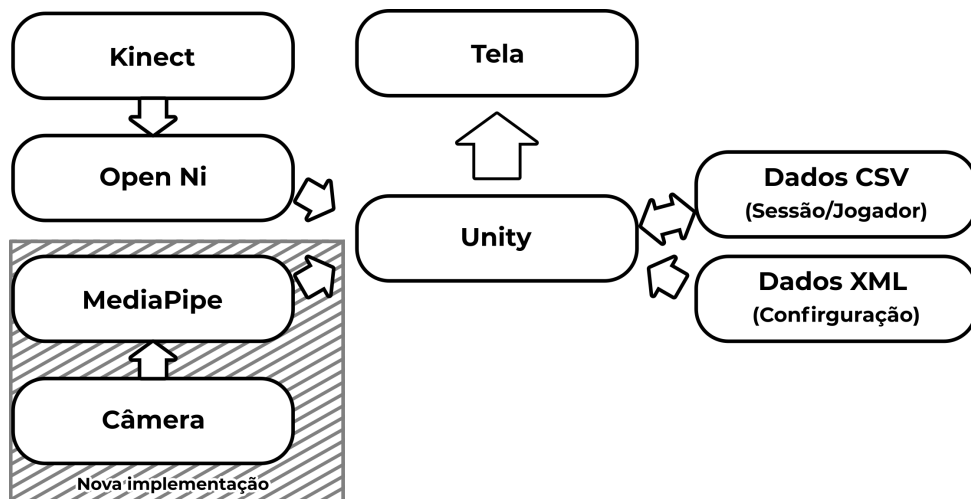 Kinect
Tela
Open Ni
Dados CSV
(Sessão/Jogador)
Unity
MediaPipe
Dados XML
(Confirguração)
Câmera
Nova implementação